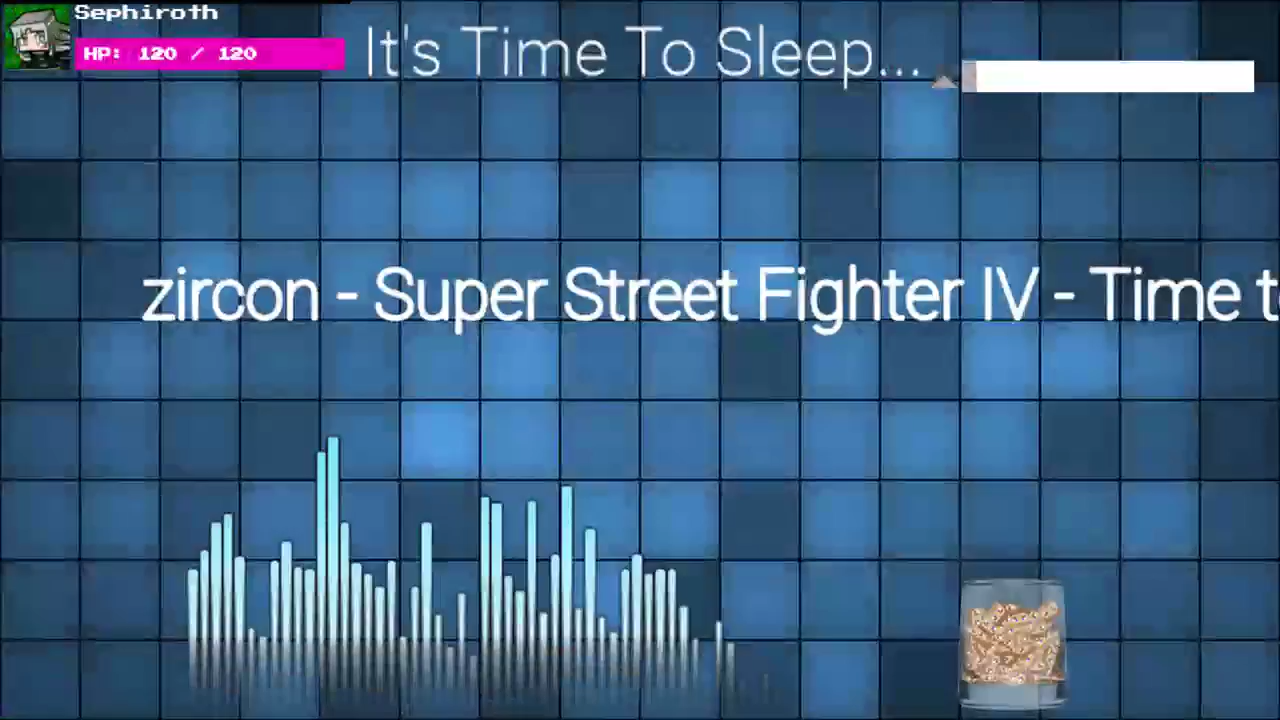 Sephiroth
HP: 120 / 120
It's Time To Sleep...
zircon - Super Street Fighter IV - Time t